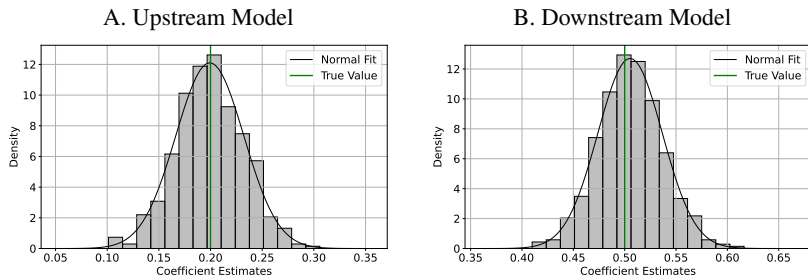 A. Upstream Model
Normal Fit
True Value
Density
12
10
8
6
4
2
0
0.05 0.10 0.15 0.20 0.25 0.30 0.35
Coefficient Estimates
B. Downstream Model
Normal Fit
True Value
Density
12
10
8
6
4
2
0
0.35 0.40 0.45 0.50 0.55 0.60 0.65
Coefficient Estimates